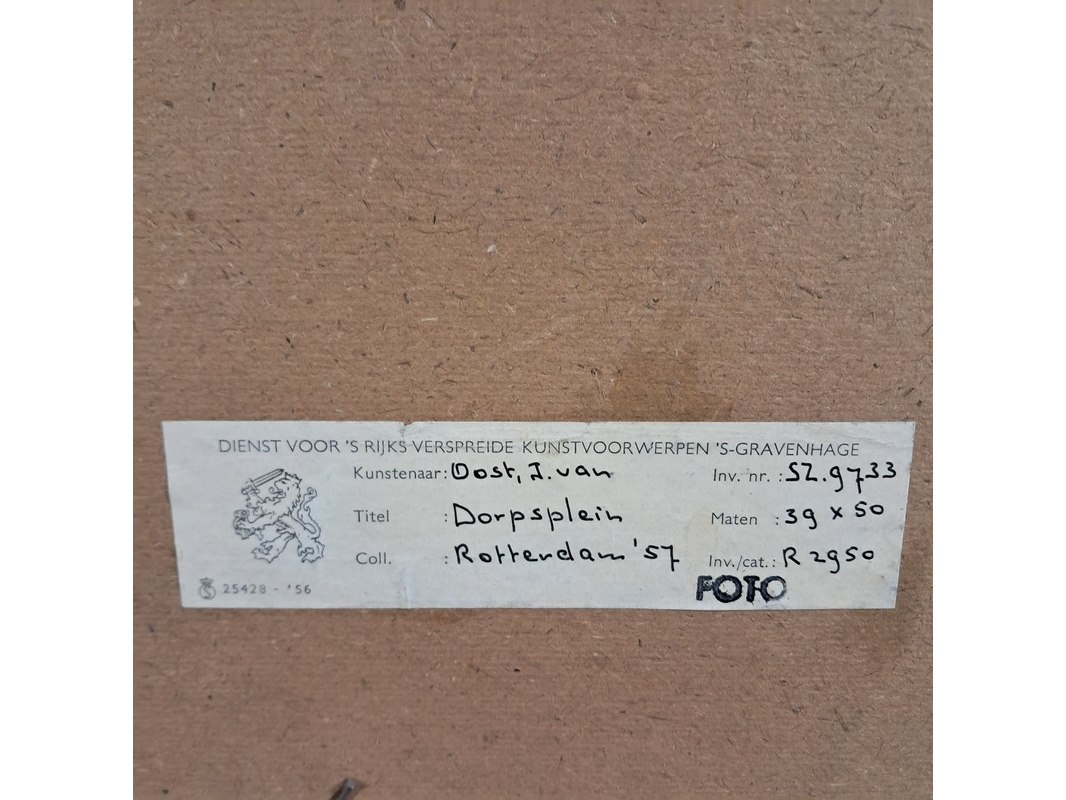 DIENST VOOR 'S RIJKS VERSPREIDE KUNSTVOORWERPEN 'S-GRAVENHAGE
Kunstenaar: Oost, J. van Inv. nr. : SZ.9733
Titel : Dorpsplein Maten : 39 x 50
Coll. : Rotterdam '57 Inv./cat.: R 2950
25428 - '56 FOTO